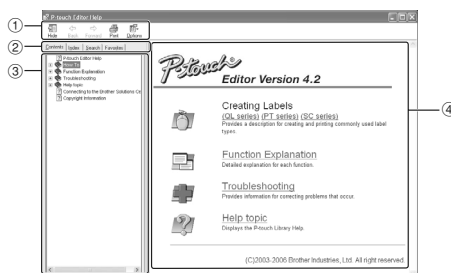 P-touch Editor Help
Hide Back Forward Print Options
Contents Index Search Favorites
P-touch Editor Help
How To
Function Explanation
Troubleshooting
Help topic
Connecting to the Brother Solutions Ce
Copyright Information
P-touch
Editor Version 4.2
Creating Labels
(QL series) (PT series) (SC series)
Provides a description for creating and printing commonly used label
types.
Function Explanation
Detailed explanation for each function.
Troubleshooting
Provides information for correcting problems that occur.
Help topic
Displays the P-touch Library Help.
(C)2003-2006 Brother Industries, Ltd. All right reserved.
1
2
3
4